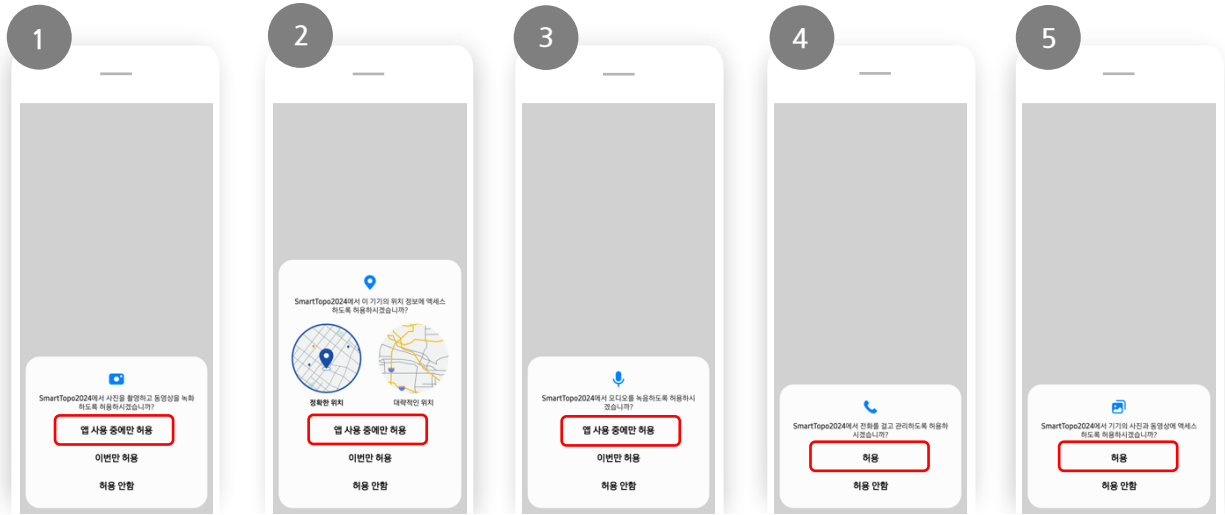 1
SmartTopo2024에서 사진을 촬영하고 동영상을 녹화
하도록 허용하시겠습니까?
앱 사용 중에만 허용
이번만 허용
허용 안함
2
SmartTopo2024에서 이 기기의 위치 정보에 액세스
하도록 허용하시겠습니까?
정확한 위치
대략적인 위치
앱 사용 중에만 허용
이번만 허용
허용 안함
3
SmartTopo2024에서 오디오를 녹음하도록 허용하시
겠습니까?
앱 사용 중에만 허용
이번만 허용
허용 안함
4
SmartTopo2024에서 전화를 걸고 관리하도록 허용하
시겠습니까?
허용
허용 안함
5
SmartTopo2024에서 기기의 사진과 동영상에 액세스
하도록 허용하시겠습니까?
허용
허용 안함